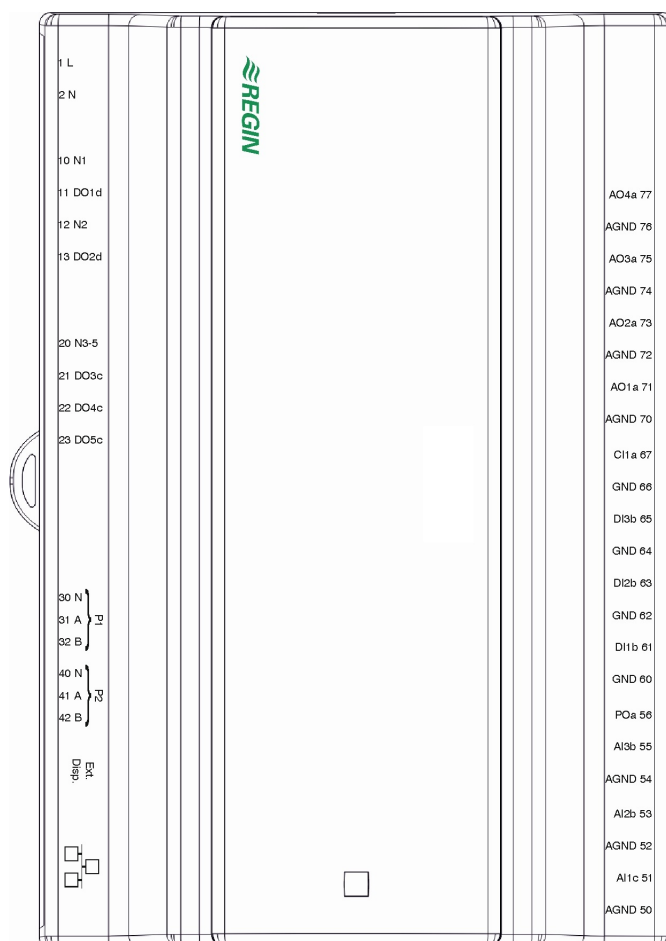 1 L
2 N
10 N1
11 DO1d
12 N2
13 DO2d
20 N3-5
21 DO3c
22 DO4c
23 DO5c
30 N
31 A
32 B
P1
40 N
41 A
42 B
P2
Ext.
Disp.
REGIN
AO4a 77
AGND 76
AO3a 75
AGND 74
AO2a 73
AGND 72
AO1a 71
AGND 70
CI1a 67
GND 66
DI3b 65
GND 64
DI2b 63
GND 62
DI1b 61
GND 60
POa 56
AI3b 55
AGND 54
AI2b 53
AGND 52
AI1c 51
AGND 50